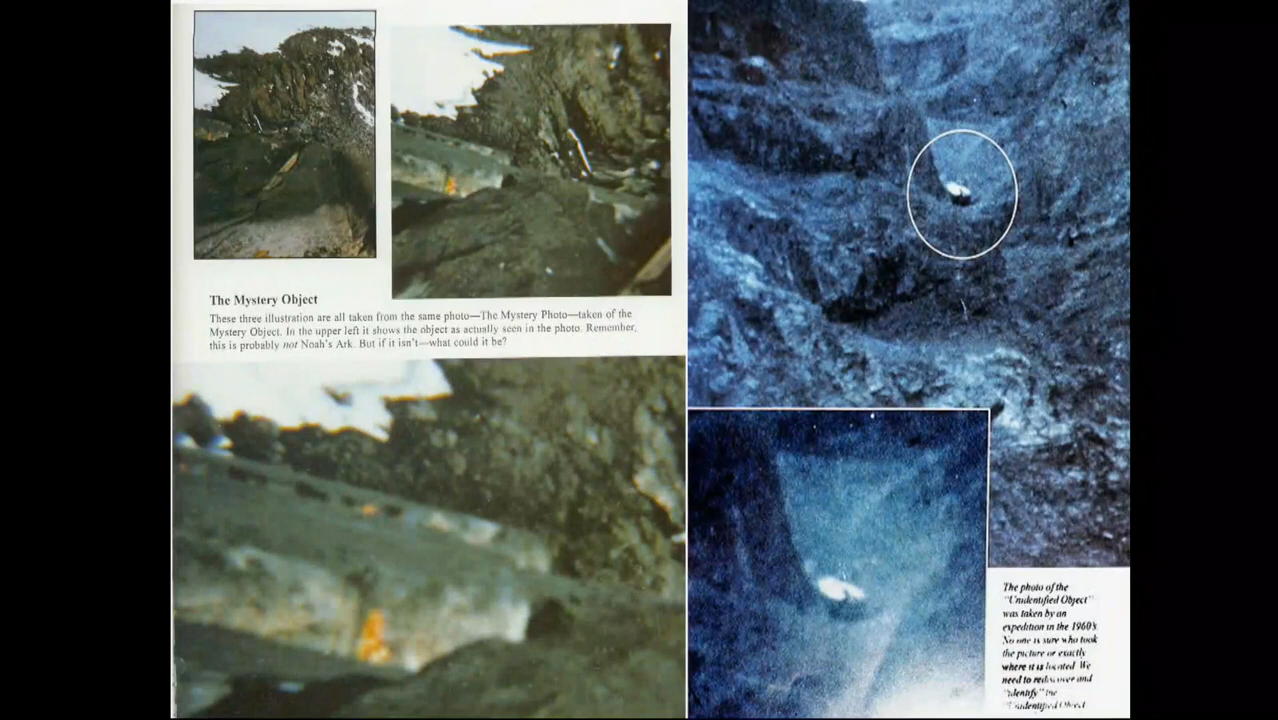 The Mystery Object
These three illustration are all taken from the same photo—The Mystery Photo—taken of the
Mystery Object. In the upper left it shows the object as actually seen in the photo. Remember,
this is probably not Noah's Ark. But if it isn't—what could it be?
The photo of the
"Unidentified Object"
was taken by an
expedition in the 1960's.
No one is sure who took
the picture or exactly
where it is located. We
need to rediscover and
"identify" the
"Unidentified Object